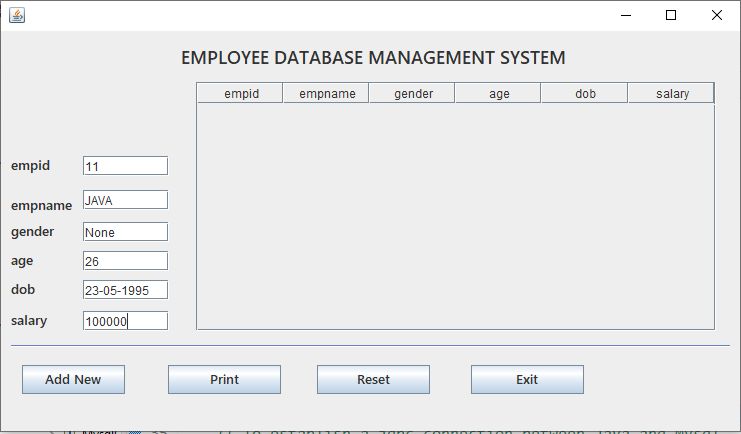 EMPLOYEE DATABASE MANAGEMENT SYSTEM
empid empname gender age dob salary
empid 11
empname JAVA
gender None
age 26
dob 23-05-1995
salary 100000
Add New Print Reset Exit